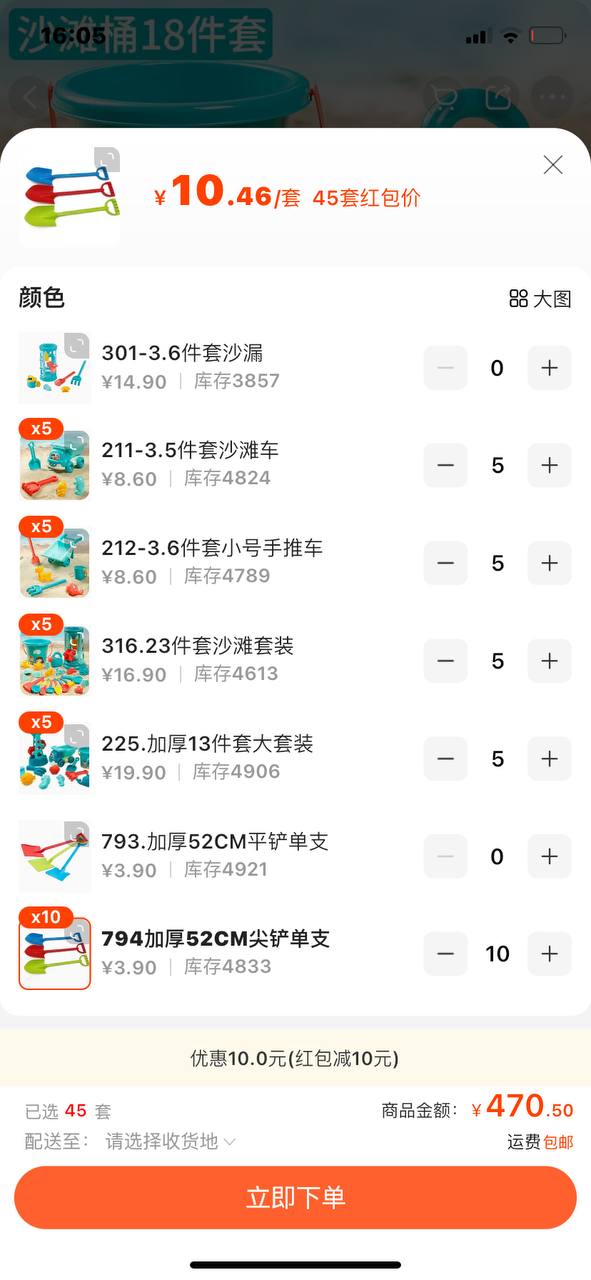 沙滩桶18件套
16:05
¥10.46/套 45套红包价
颜色
大图
301-3.6件套沙漏
¥14.90 | 库存3857
0
x5
211-3.5件套沙滩车
¥8.60 | 库存4824
5
x5
212-3.6件套小号手推车
¥8.60 | 库存4789
5
x5
316.23件套沙滩套装
¥16.90 | 库存4613
5
x5
225.加厚13件套大套装
¥19.90 | 库存4906
5
793.加厚52CM平铲单支
¥3.90 | 库存4921
0
x10
794加厚52CM尖铲单支
¥3.90 | 库存4833
10
优惠10.0元(红包减10元)
已选 45 套
商品金额: ¥470.50
配送至: 请选择收货地
运费包邮
立即下单